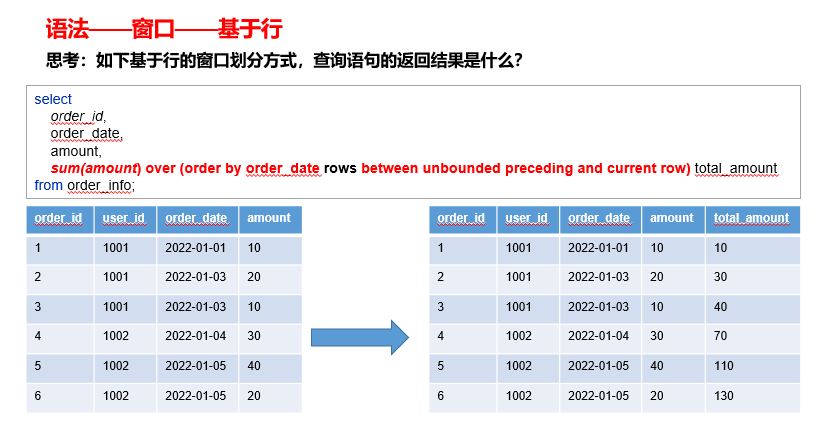 语法——窗口——基于行
思考：如下基于行的窗口划分方式，查询语句的返回结果是什么？
select
order_id,
order_date,
amount,
sum(amount) over (order by order_date rows between unbounded preceding and current row) total_amount
from order_info;
order_id user_id order_date amount
1 1001 2022-01-01 10
2 1001 2022-01-03 20
3 1001 2022-01-03 10
4 1002 2022-01-04 30
5 1002 2022-01-05 40
6 1002 2022-01-05 20
order_id user_id order_date amount total_amount
1 1001 2022-01-01 10 10
2 1001 2022-01-03 20 30
3 1001 2022-01-03 10 40
4 1002 2022-01-04 30 70
5 1002 2022-01-05 40 110
6 1002 2022-01-05 20 130